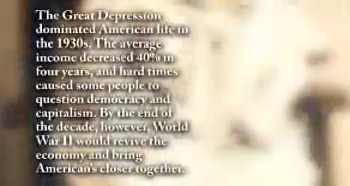 The Great Depression
dominated American life in
the 1930s. The average
income decreased 40% in
four years, and hard times
caused some people to
question democracy and
capitalism. By the end of
the decade, however, World
War II would revive the
economy and bring
American's closer together.